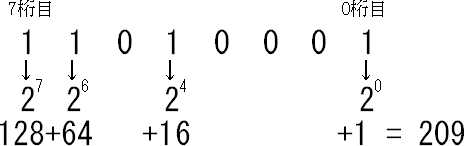 7桁目 0桁目
1 1 0 1 0 0 0 1
↓ ↓ ↓ ↓
2⁷ 2⁶ 2⁴ 2⁰
128+64 +16 +1 = 209